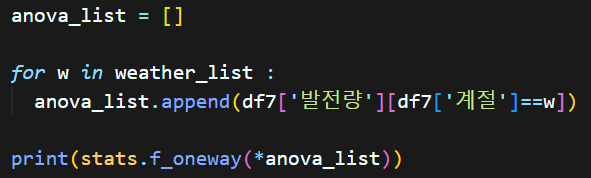 anova_list = []
for w in weather_list :
  anova_list.append(df7['발전량'][df7['계절']==w])
print(stats.f_oneway(*anova_list))